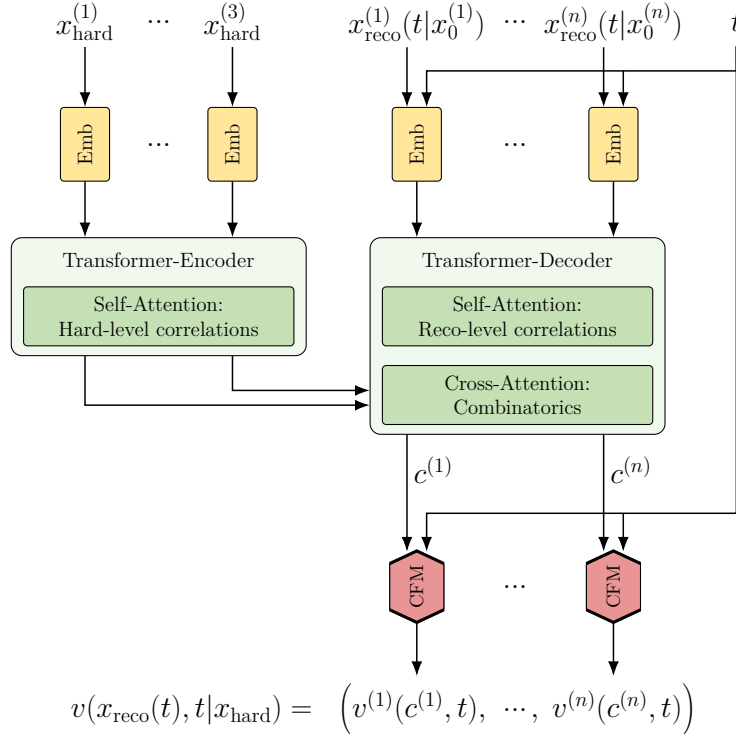 x_hard^(1) ... x_hard^(3) x_reco^(1)(t|x_0^(1)) ... x_reco^(n)(t|x_0^(n)) t
Emb ... Emb Emb ... Emb
Transformer-Encoder
Self-Attention:
Hard-level correlations
Transformer-Decoder
Self-Attention:
Reco-level correlations
Cross-Attention:
Combinatorics
c^(1) c^(n)
CFM ... CFM
v(x_reco(t), t|x_hard) = (v^(1)(c^(1), t), ..., v^(n)(c^(n), t))